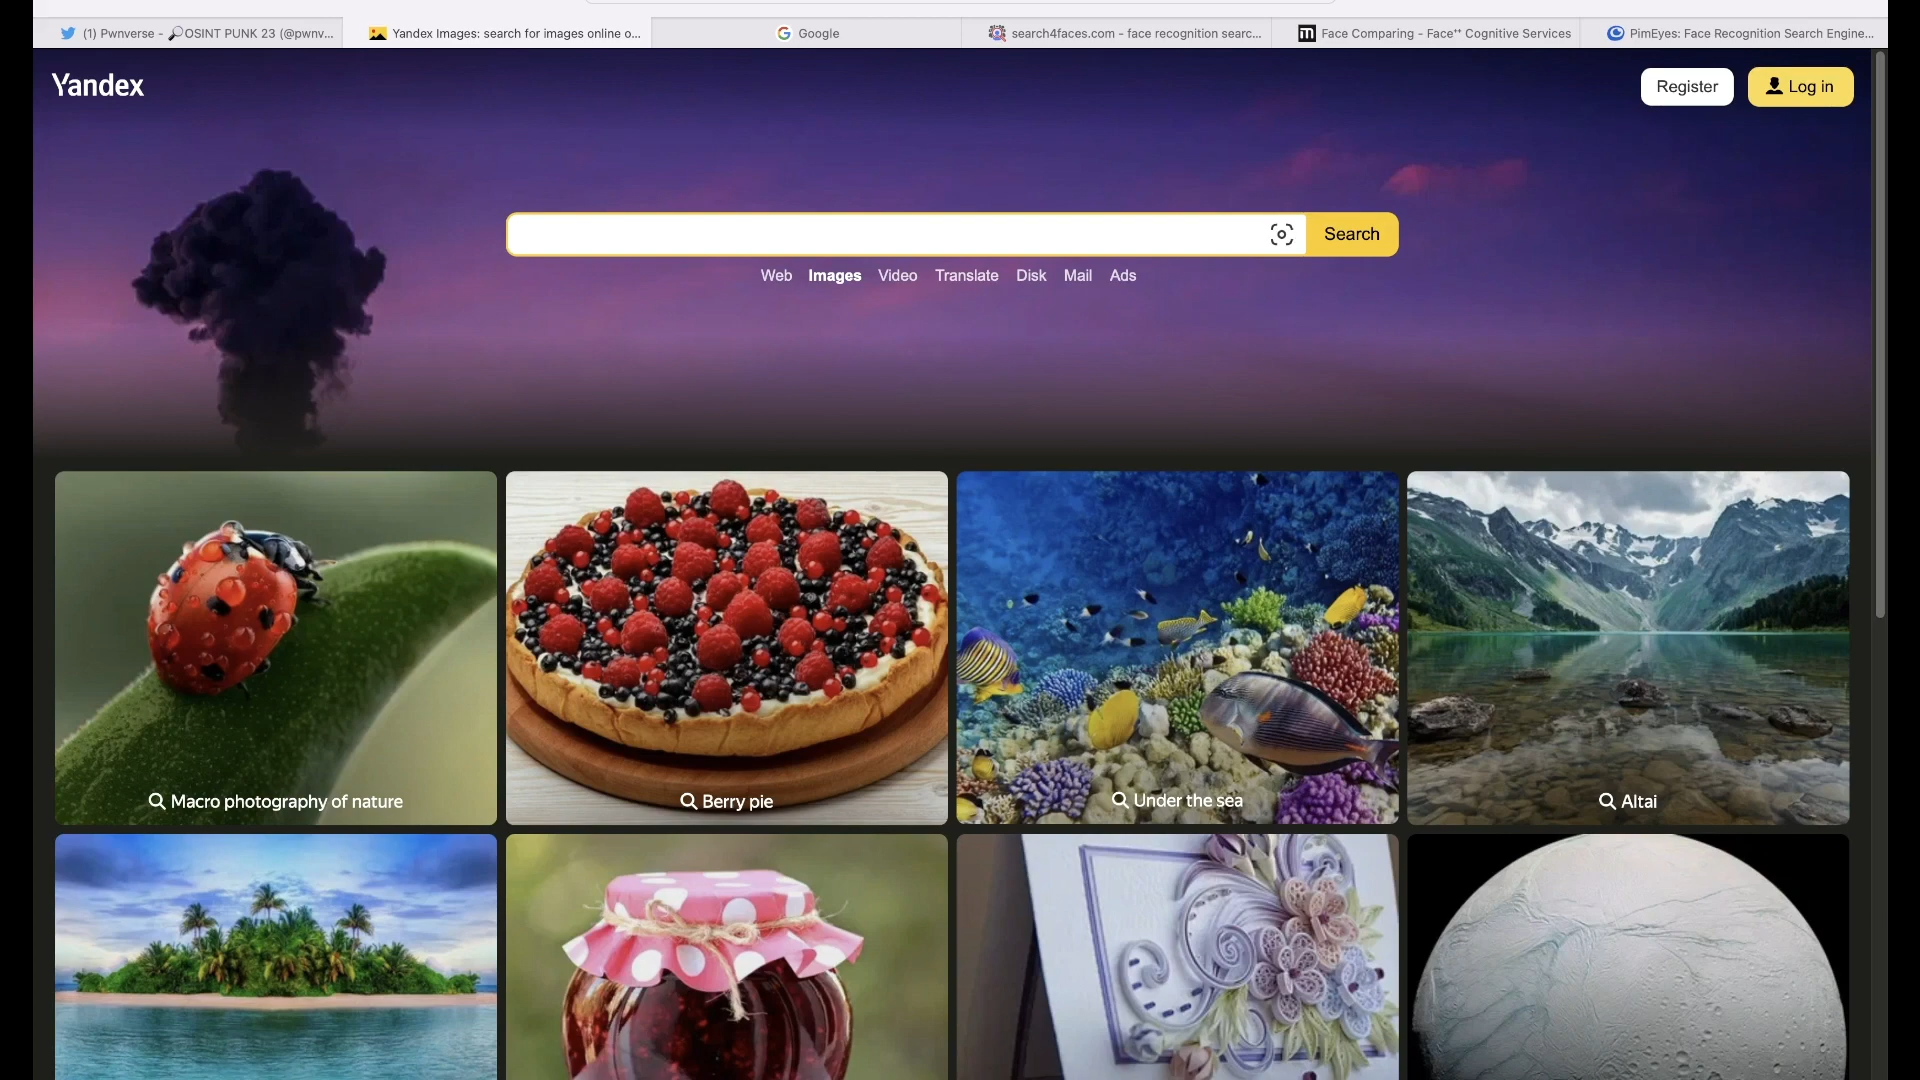 (1) Pwnverse - 🔎OSINT PUNK 23 (@pwnv...
Yandex Images: search for images online o...
Google
search4faces.com - face recognition searc...
Face Comparing - Face⁺⁺ Cognitive Services
PimEyes: Face Recognition Search Engine...
Yandex
Register
Log in
Search
Web Images Video Translate Disk Mail Ads
Macro photography of nature
Berry pie
Under the sea
Altai